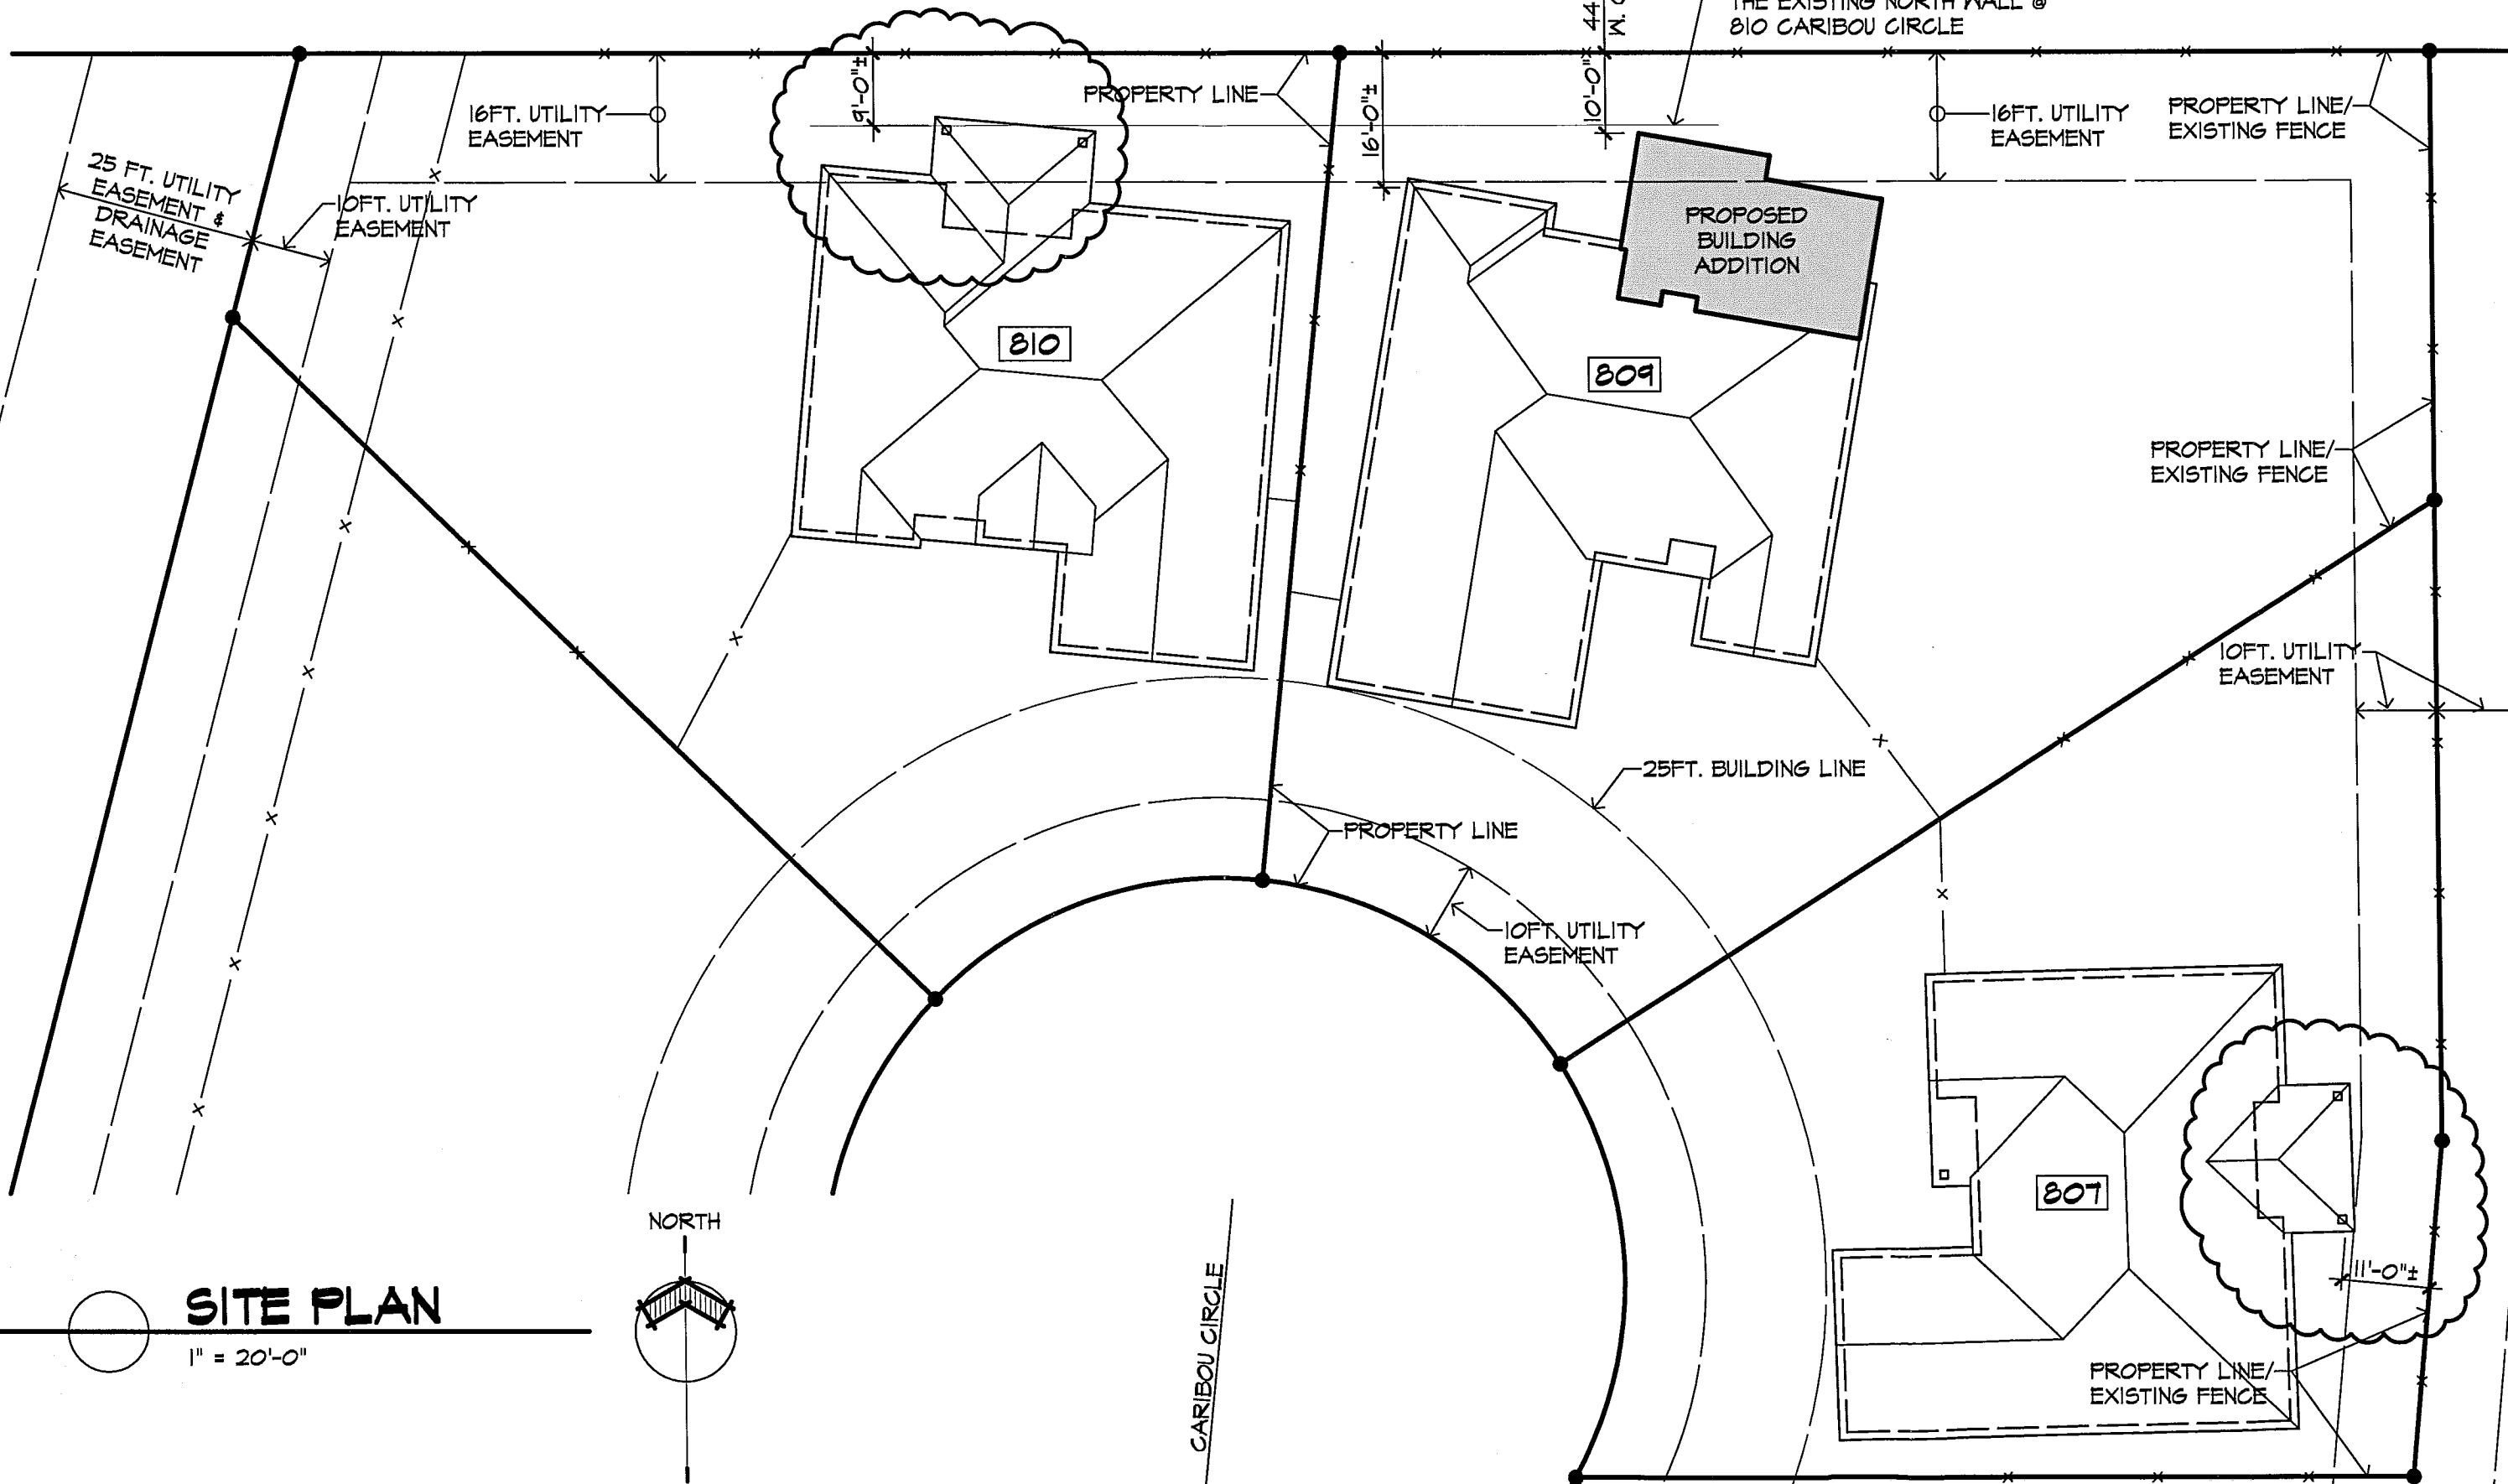 THE EXISTING NORTH WALL @
810 CARIBOU CIRCLE
44
9'-0"±
PROPERTY LINE
16'-0"±
10'-0"
16FT. UTILITY
EASEMENT
16FT. UTILITY
EASEMENT
PROPERTY LINE/
EXISTING FENCE
25 FT. UTILITY
EASEMENT &
DRAINAGE
EASEMENT
10FT. UTILITY
EASEMENT
PROPOSED
BUILDING
ADDITION
810
809
PROPERTY LINE/
EXISTING FENCE
10FT. UTILITY
EASEMENT
25FT. BUILDING LINE
PROPERTY LINE
10FT. UTILITY
EASEMENT
807
NORTH
11'-0"±
SITE PLAN
1" = 20'-0"
CARIBOU CIRCLE
PROPERTY LINE/
EXISTING FENCE